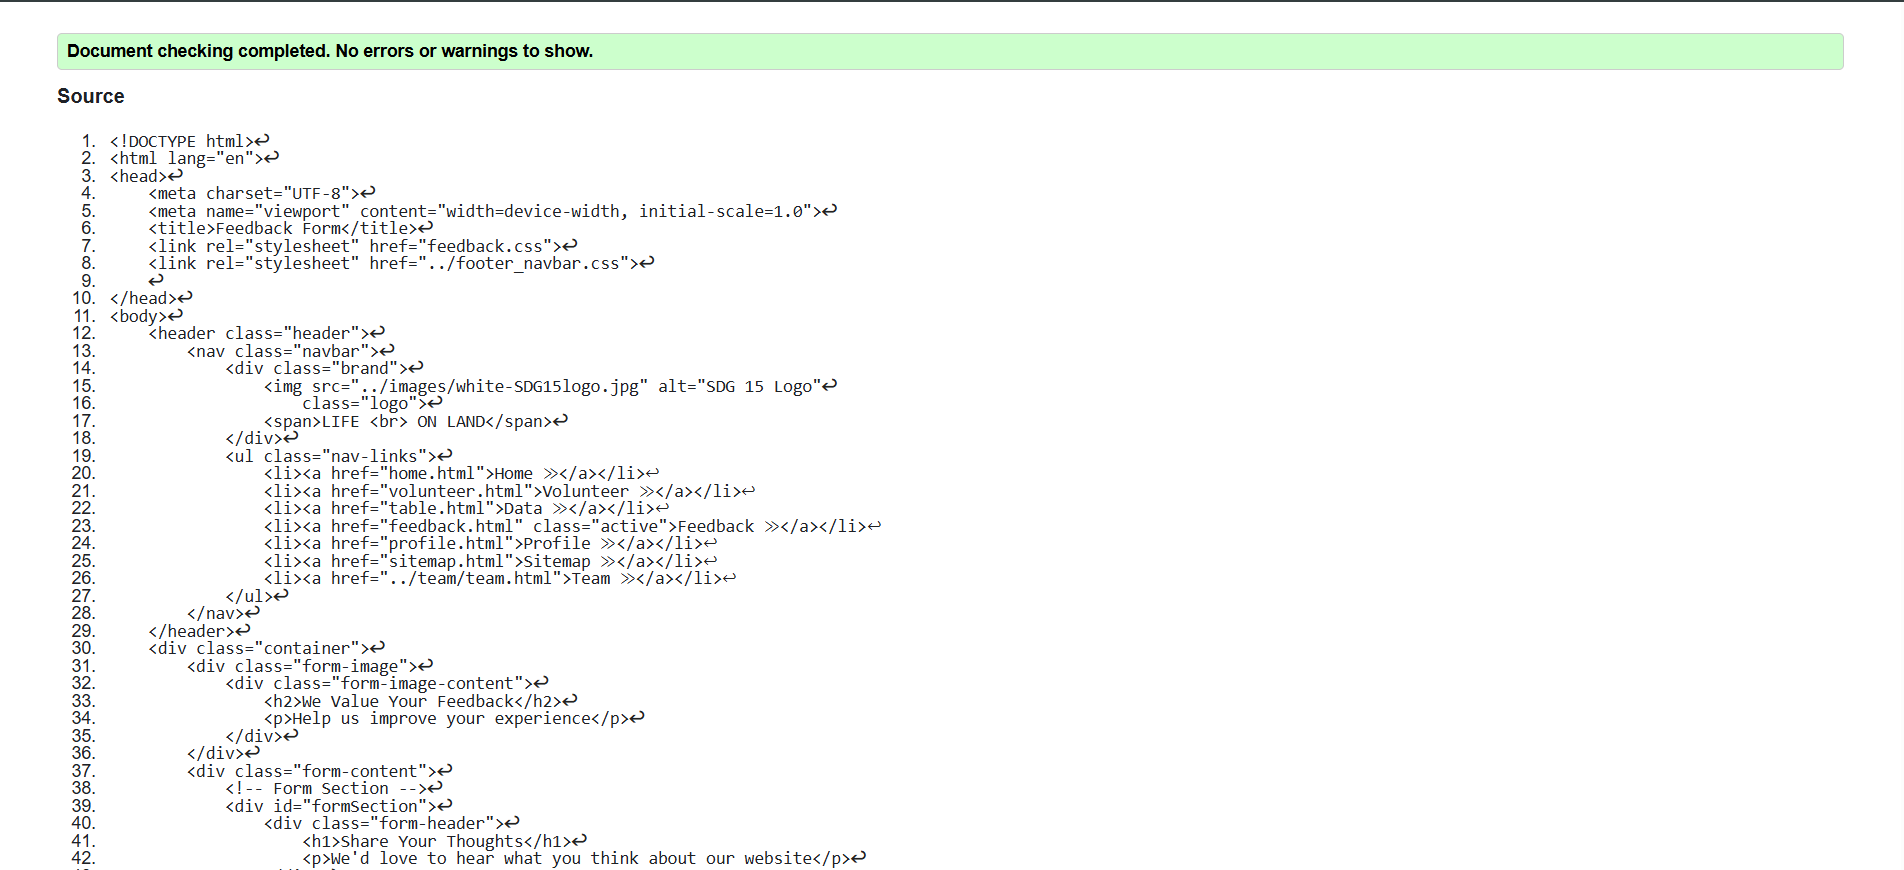 Document checking completed. No errors or warnings to show.
Source
1. <!DOCTYPE html>↩
2. <html lang="en">↩
3. <head>↩
4.     <meta charset="UTF-8">↩
5.     <meta name="viewport" content="width=device-width, initial-scale=1.0">↩
6.     <title>Feedback Form</title>↩
7.     <link rel="stylesheet" href="feedback.css">↩
8.     <link rel="stylesheet" href="../footer_navbar.css">↩
9.     ↩
10. </head>↩
11. <body>↩
12.     <header class="header">↩
13.         <nav class="navbar">↩
14.             <div class="brand">↩
15.                 <img src="../images/white-SDG15logo.jpg" alt="SDG 15 Logo"↩
16.                     class="logo">↩
17.                 <span>LIFE <br> ON LAND</span>↩
18.             </div>↩
19.             <ul class="nav-links">↩
20.                 <li><a href="home.html">Home ≫</a></li>↩
21.                 <li><a href="volunteer.html">Volunteer ≫</a></li>↩
22.                 <li><a href="table.html">Data ≫</a></li>↩
23.                 <li><a href="feedback.html" class="active">Feedback ≫</a></li>↩
24.                 <li><a href="profile.html">Profile ≫</a></li>↩
25.                 <li><a href="sitemap.html">Sitemap ≫</a></li>↩
26.                 <li><a href="../team/team.html">Team ≫</a></li>↩
27.             </ul>↩
28.         </nav>↩
29.     </header>↩
30.     <div class="container">↩
31.         <div class="form-image">↩
32.             <div class="form-image-content">↩
33.                 <h2>We Value Your Feedback</h2>↩
34.                 <p>Help us improve your experience</p>↩
35.             </div>↩
36.         </div>↩
37.         <div class="form-content">↩
38.             <!-- Form Section -->↩
39.             <div id="formSection">↩
40.                 <div class="form-header">↩
41.                     <h1>Share Your Thoughts</h1>↩
42.                     <p>We'd love to hear what you think about our website</p>↩